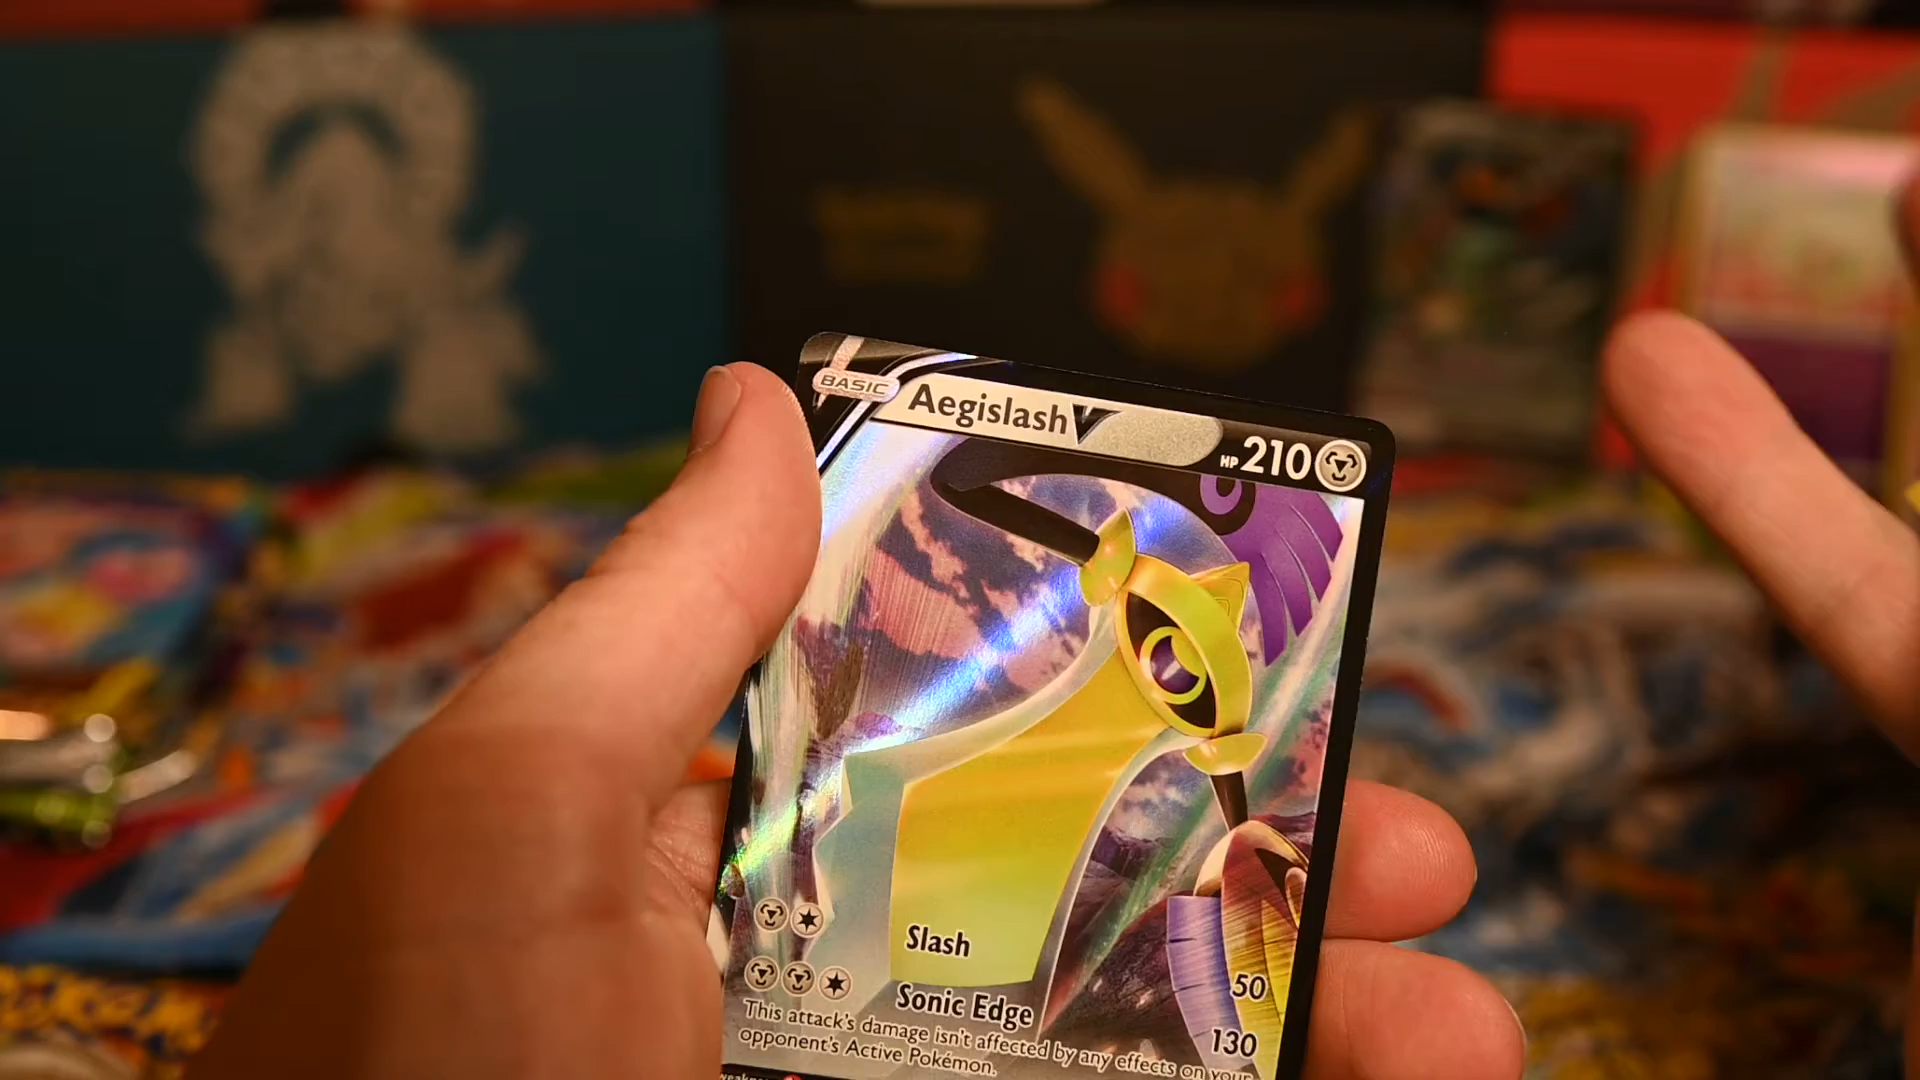 BASIC
Aegislash V
HP 210
Slash
50
Sonic Edge
130
This attack's damage isn't affected by any effects on your
opponent's Active Pokémon.